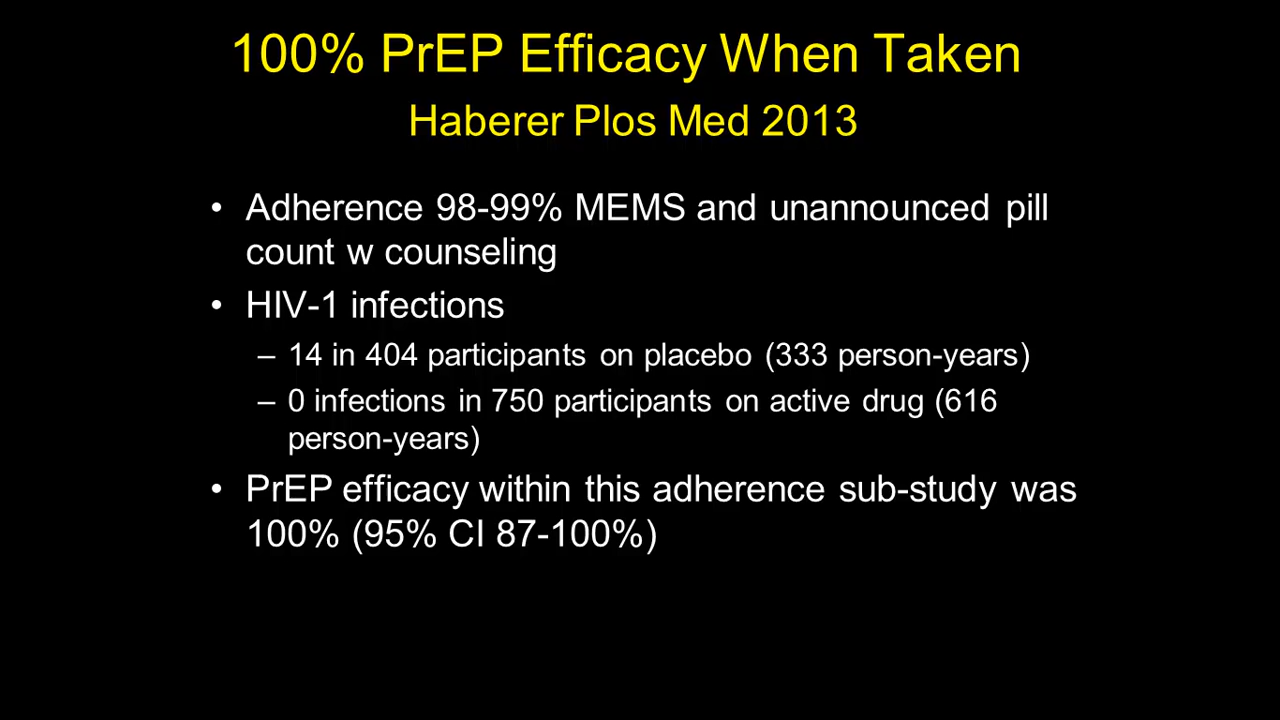 100% PrEP Efficacy When Taken
Haberer Plos Med 2013
• Adherence 98-99% MEMS and unannounced pill
count w counseling
• HIV-1 infections
– 14 in 404 participants on placebo (333 person-years)
– 0 infections in 750 participants on active drug (616
person-years)
• PrEP efficacy within this adherence sub-study was
100% (95% CI 87-100%)